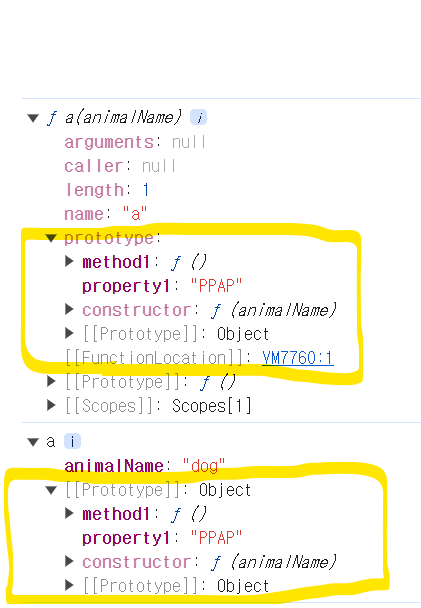 ▼ ƒ a(animalName) i
arguments: null
caller: null
length: 1
name: "a"
▼ prototype:
▶ method1: ƒ ()
property1: "PPAP"
▶ constructor: ƒ (animalName)
▶ [[Prototype]]: Object
[[FunctionLocation]]: VM7760:1
▶ [[Prototype]]: ƒ ()
▶ [[Scopes]]: Scopes[1]
▼ a i
animalName: "dog"
▼ [[Prototype]]: Object
▶ method1: ƒ ()
property1: "PPAP"
▶ constructor: ƒ (animalName)
▶ [[Prototype]]: Object